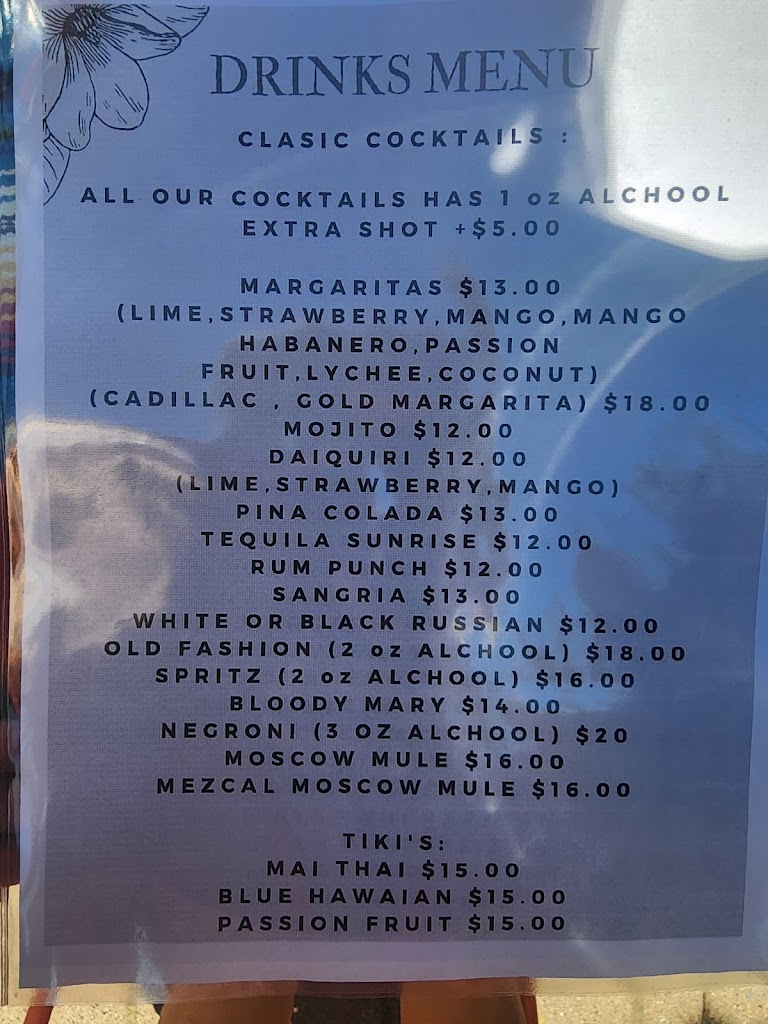 DRINKS MENU
CLASIC COCKTAILS :
ALL OUR COCKTAILS HAS 1 oz ALCHOOL
EXTRA SHOT +$5.00
MARGARITAS $13.00
(LIME,STRAWBERRY,MANGO,MANGO
HABANERO,PASSION
FRUIT,LYCHEE,COCONUT)
(CADILLAC , GOLD MARGARITA) $18.00
MOJITO $12.00
DAIQUIRI $12.00
(LIME,STRAWBERRY,MANGO)
PINA COLADA $13.00
TEQUILA SUNRISE $12.00
RUM PUNCH $12.00
SANGRIA $13.00
WHITE OR BLACK RUSSIAN $12.00
OLD FASHION (2 oz ALCHOOL) $18.00
SPRITZ (2 oz ALCHOOL) $16.00
BLOODY MARY $14.00
NEGRONI (3 OZ ALCHOOL) $20
MOSCOW MULE $16.00
MEZCAL MOSCOW MULE $16.00
TIKI'S:
MAI THAI $15.00
BLUE HAWAIAN $15.00
PASSION FRUIT $15.00